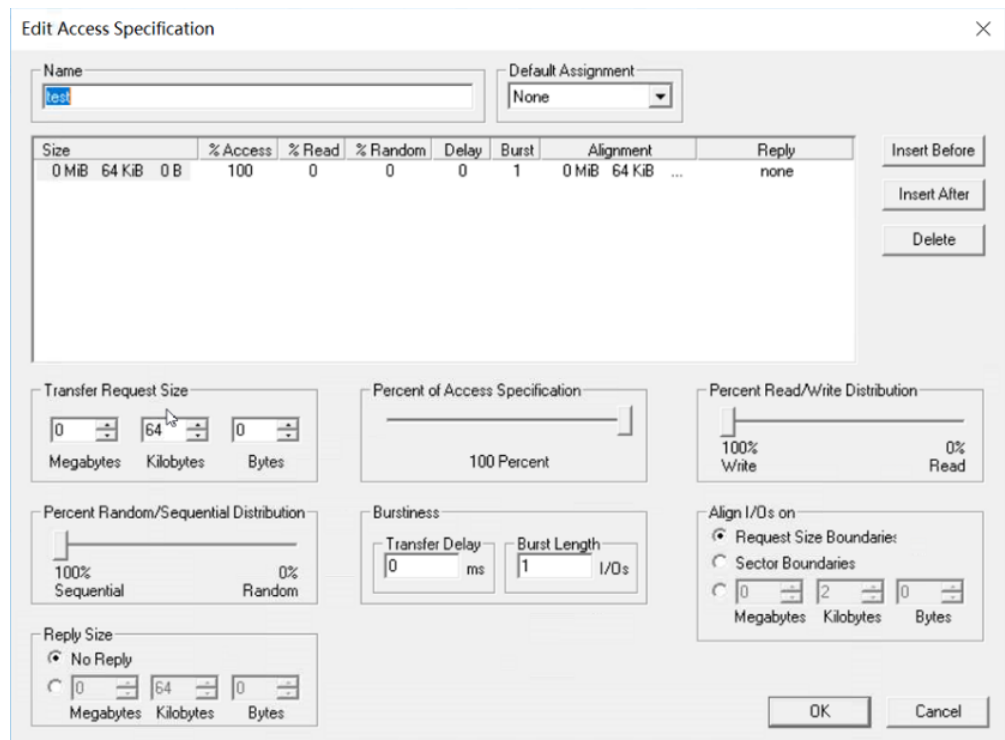 Edit Access Specification
Name
Default Assignment
test
None
Size % Access % Read % Random Delay Burst Alignment Reply
0 MiB 64 KiB 0 B 100 0 0 0 1 0 MiB 64 KiB ... none
Insert Before
Insert After
Delete
Transfer Request Size
0 64 0
Megabytes Kilobytes Bytes
Percent of Access Specification
100 Percent
Percent Read/Write Distribution
100% 0%
Write Read
Percent Random/Sequential Distribution
100% 0%
Sequential Random
Burstiness
Transfer Delay Burst Length
0 ms 1 I/Os
Align I/Os on
Request Size Boundaries
Sector Boundaries
0 2 0
Megabytes Kilobytes Bytes
Reply Size
No Reply
0 64 0
Megabytes Kilobytes Bytes
OK Cancel